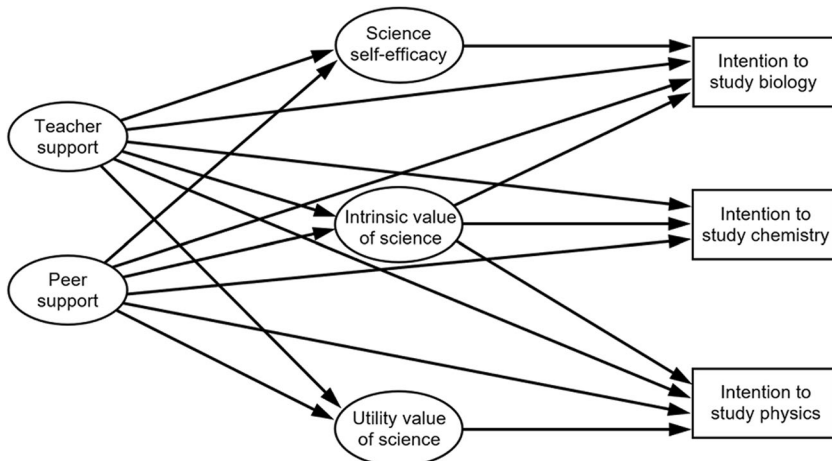 Science
self-efficacy
Intention to
study biology
Teacher
support
Intrinsic value
of science
Intention to
study chemistry
Peer
support
Utility value
of science
Intention to
study physics